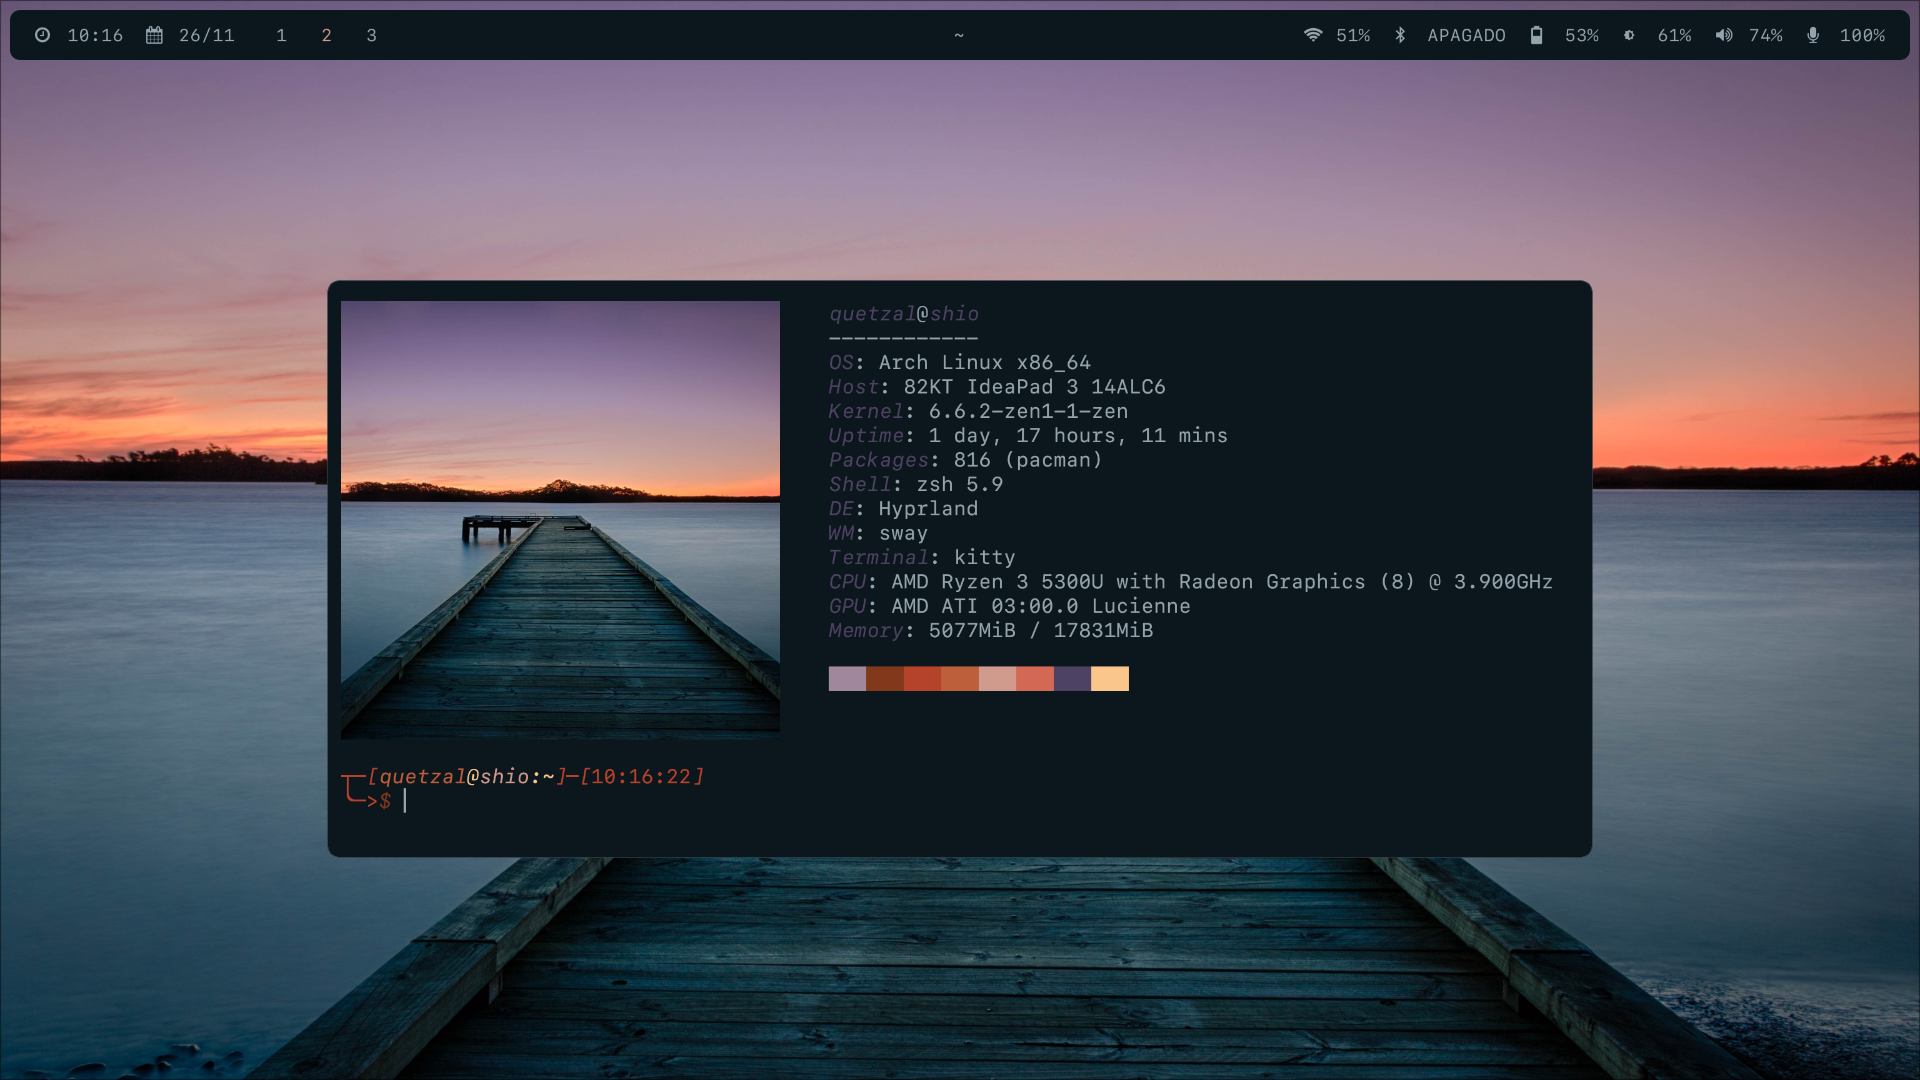 10:16 26/11 1 2 3 ~ 51% APAGADO 53% 61% 74% 100%
quetzal@shio
------------
OS: Arch Linux x86_64
Host: 82KT IdeaPad 3 14ALC6
Kernel: 6.6.2-zen1-1-zen
Uptime: 1 day, 17 hours, 11 mins
Packages: 816 (pacman)
Shell: zsh 5.9
DE: Hyprland
WM: sway
Terminal: kitty
CPU: AMD Ryzen 3 5300U with Radeon Graphics (8) @ 3.900GHz
GPU: AMD ATI 03:00.0 Lucienne
Memory: 5077MiB / 17831MiB
┬─[quetzal@shio:~]─[10:16:22]
╰─>$